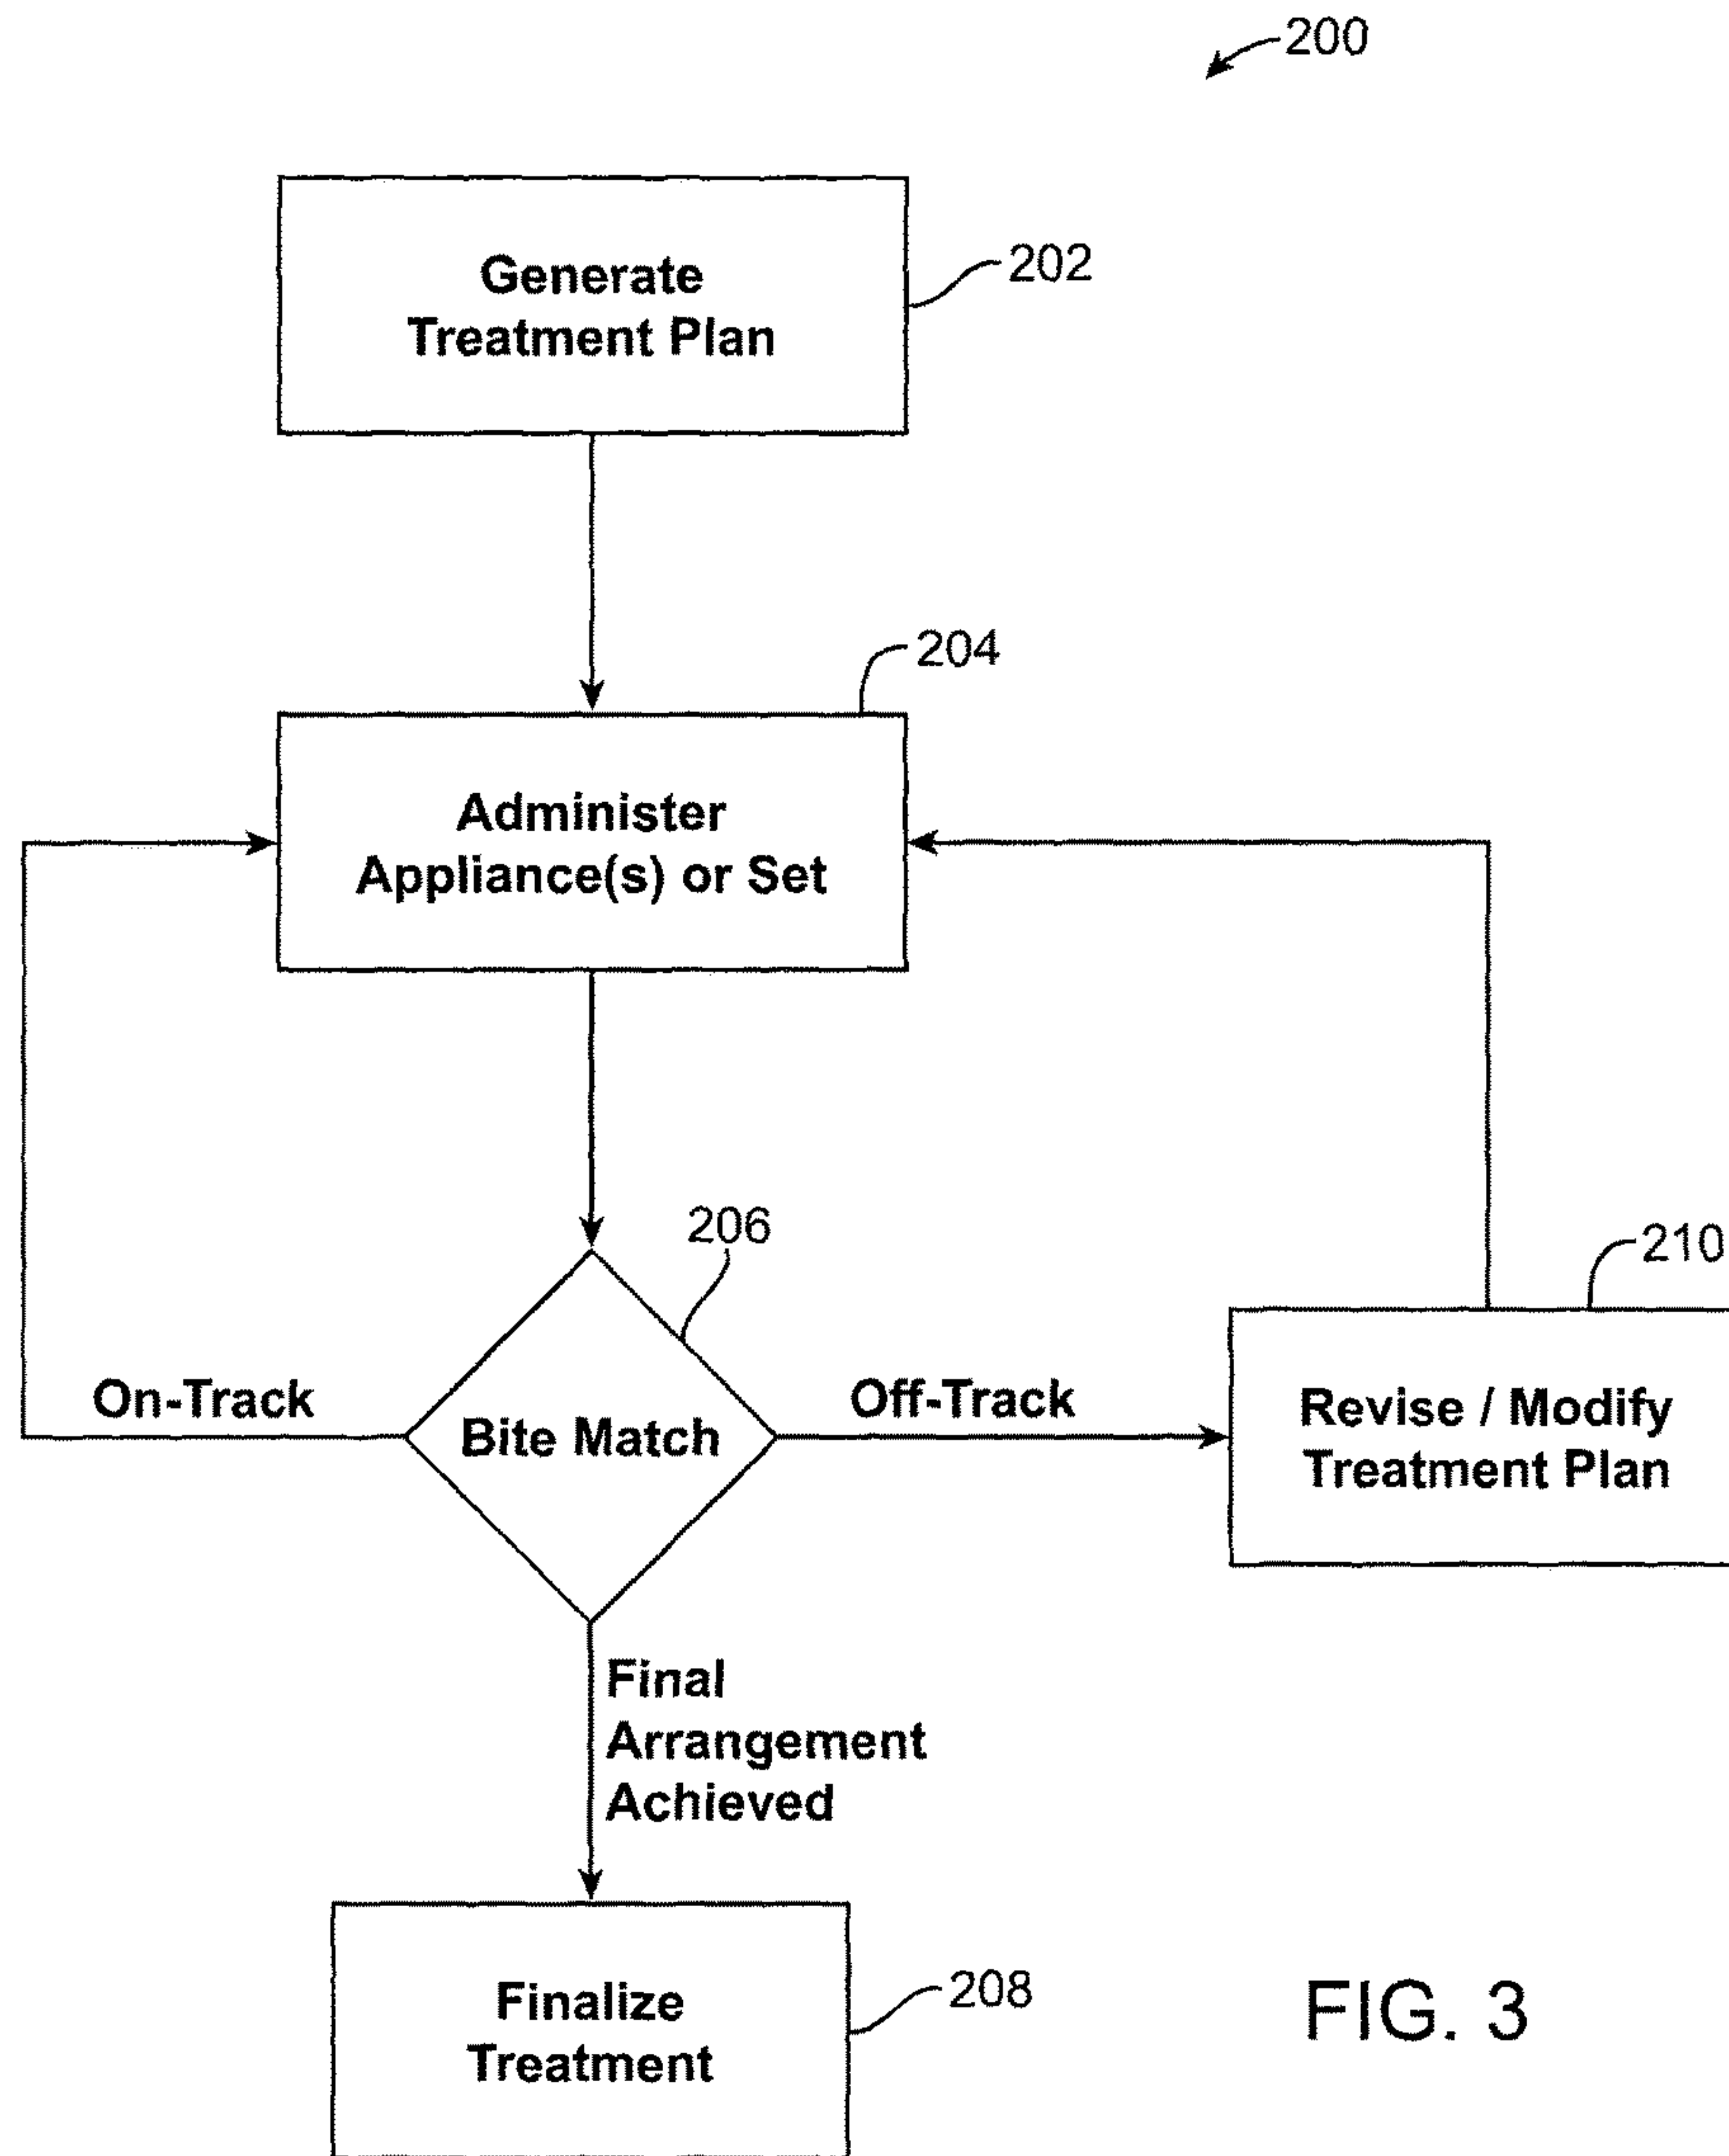 200
Generate
Treatment Plan
202
204
Administer
Appliance(s) or Set
206
210
On-Track
Bite Match
Off-Track
Revise / Modify
Treatment Plan
Final
Arrangement
Achieved
Finalize
Treatment
208
FIG. 3